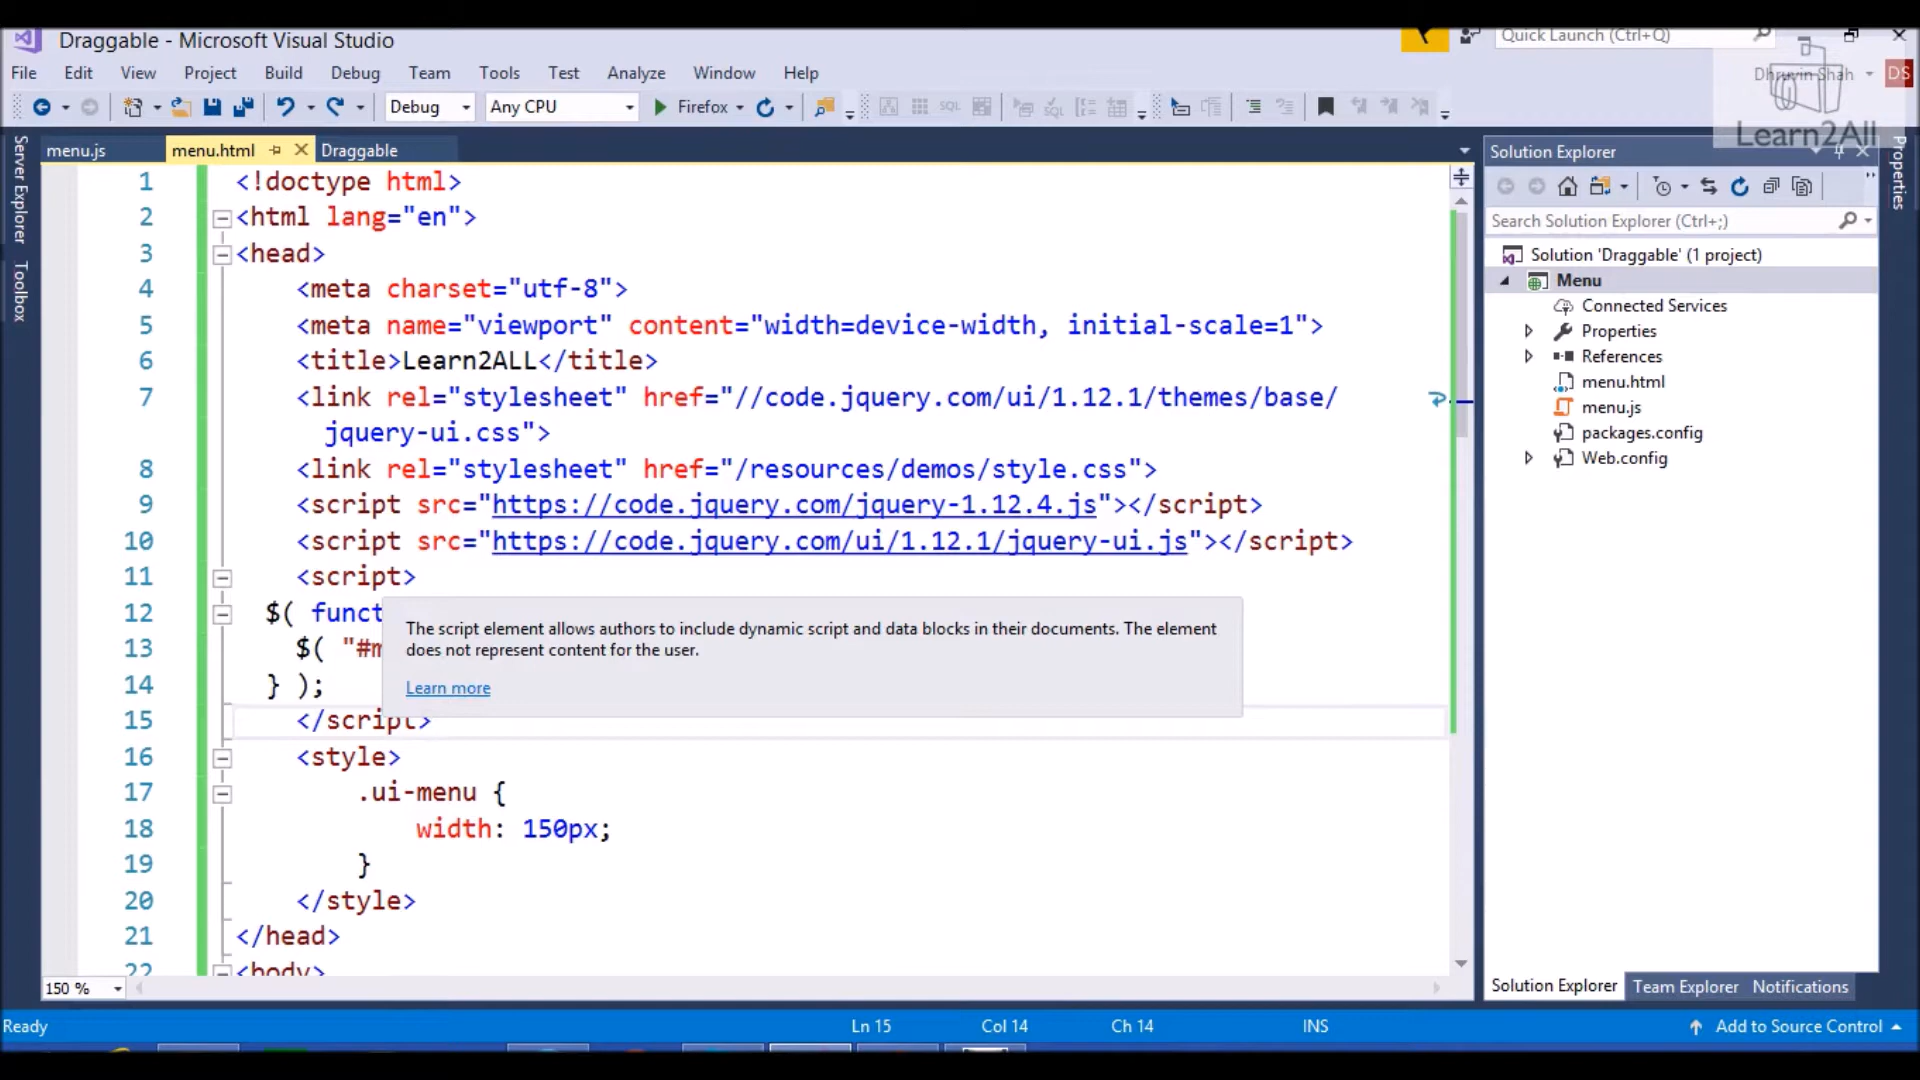 Draggable - Microsoft Visual Studio
Quick Launch (Ctrl+Q)
File Edit View Project Build Debug Team Tools Test Analyze Window Help
Dhruvin Shah DS
Debug Any CPU Firefox SQL
Learn2All
menu.js menu.html Draggable
Solution Explorer
Server Explorer
Toolbox
Properties
Search Solution Explorer (Ctrl+;)
Solution 'Draggable' (1 project)
Menu
Connected Services
Properties
References
menu.html
menu.js
packages.config
Web.config
1 <!doctype html>
2 <html lang="en">
3 <head>
4 <meta charset="utf-8">
5 <meta name="viewport" content="width=device-width, initial-scale=1">
6 <title>Learn2ALL</title>
7 <link rel="stylesheet" href="//code.jquery.com/ui/1.12.1/themes/base/
jquery-ui.css">
8 <link rel="stylesheet" href="/resources/demos/style.css">
9 <script src="https://code.jquery.com/jquery-1.12.4.js"></script>
10 <script src="https://code.jquery.com/ui/1.12.1/jquery-ui.js"></script>
11 <script>
12 $( funct
13 $( "#m
14 } );
The script element allows authors to include dynamic script and data blocks in their documents. The element
does not represent content for the user.
Learn more
15 </script>
16 <style>
17 .ui-menu {
18 width: 150px;
19 }
20 </style>
21 </head>
22 <body>
150 %
Solution Explorer Team Explorer Notifications
Ready Ln 15 Col 14 Ch 14 INS Add to Source Control